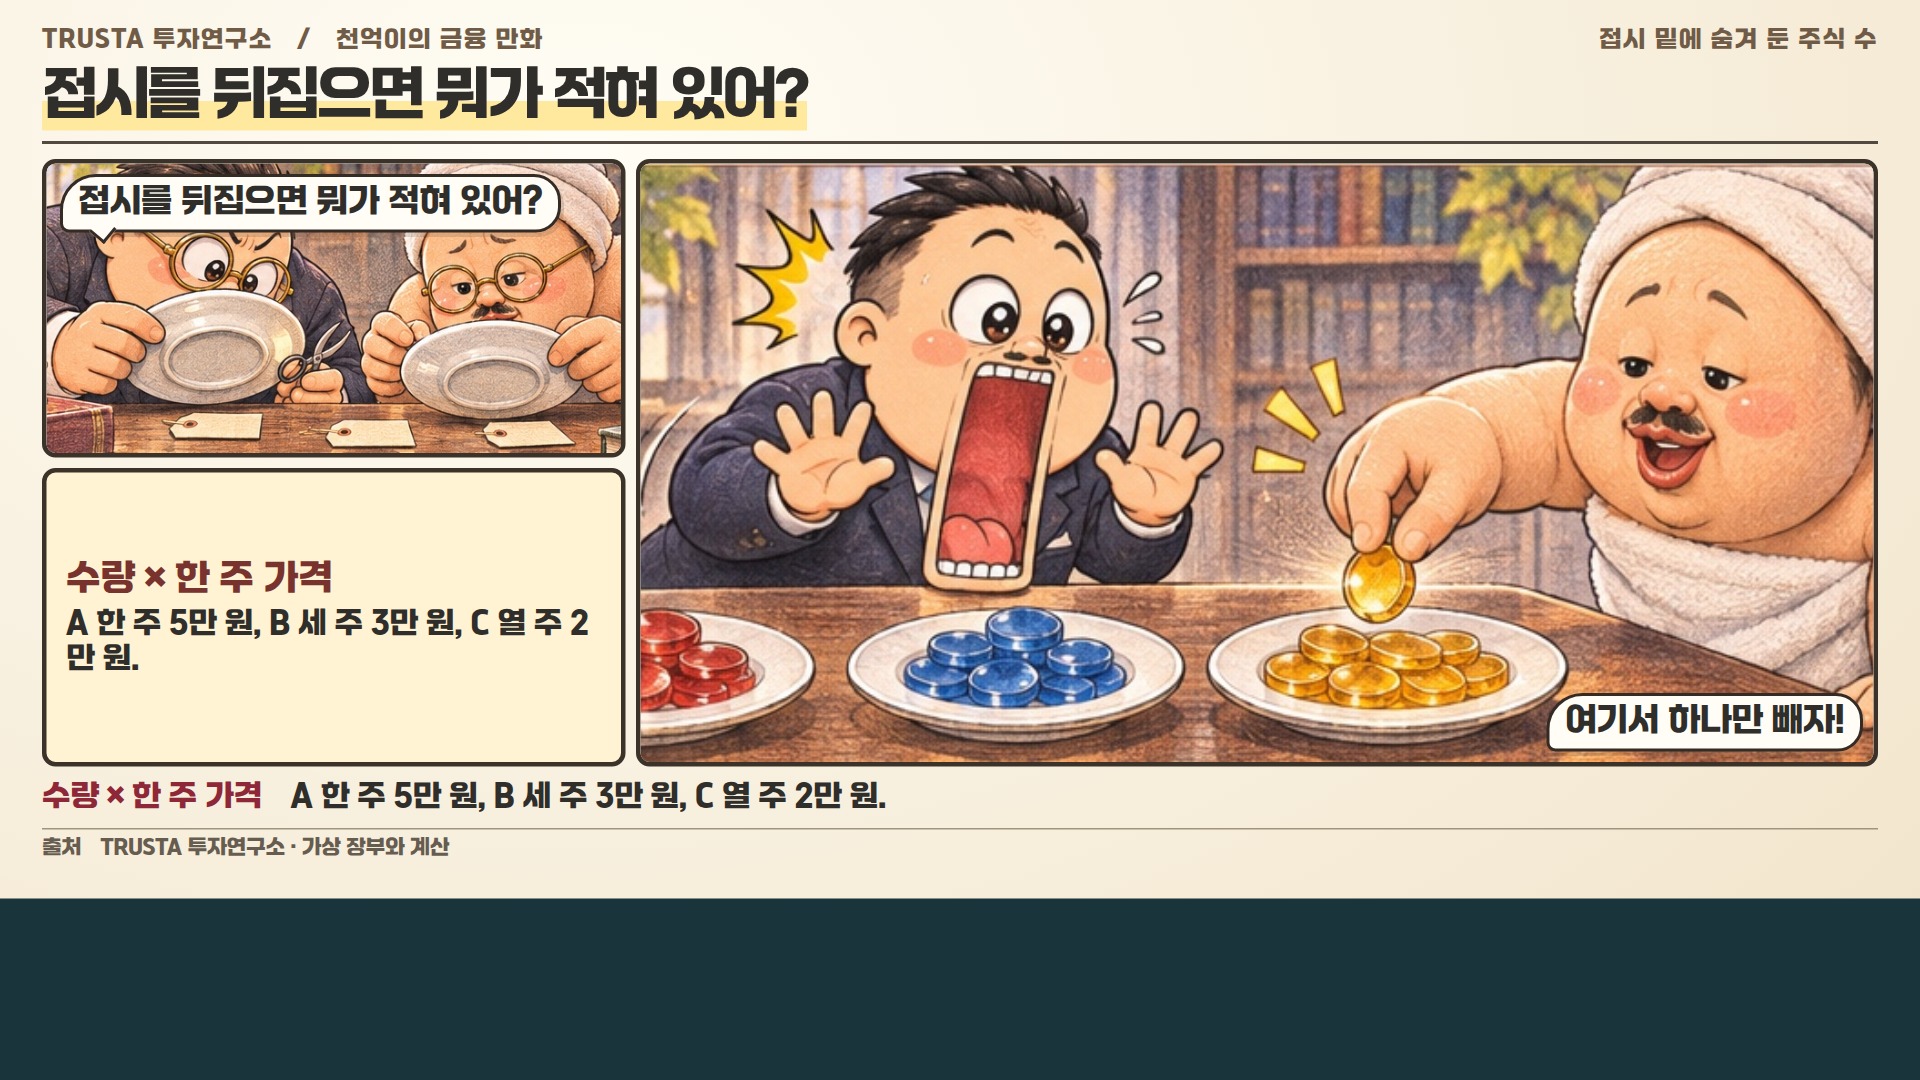 TRUSTA 투자연구소 / 천억이의 금융 만화
접시 밑에 숨겨 둔 주식 수
접시를 뒤집으면 뭐가 적혀 있어?
접시를 뒤집으면 뭐가 적혀 있어?
수량 × 한 주 가격
A 한 주 5만 원, B 세 주 3만 원, C 열 주 2
만 원.
여기서 하나만 빼자!
수량 × 한 주 가격 A 한 주 5만 원, B 세 주 3만 원, C 열 주 2만 원.
출처 TRUSTA 투자연구소 · 가상 장부와 계산